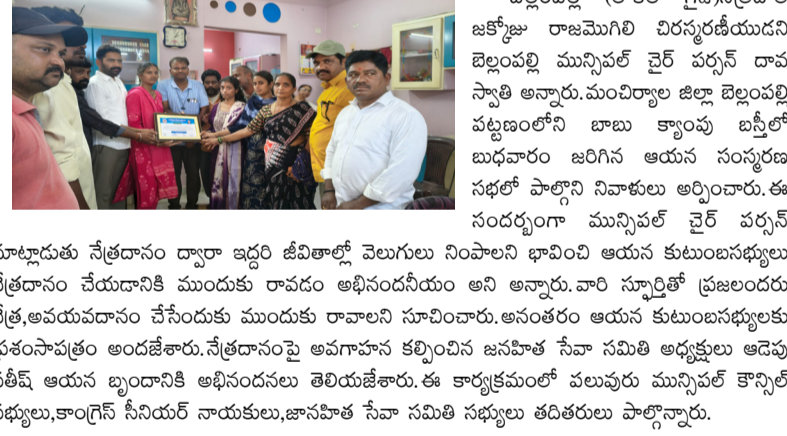 జక్కోజు రాజమొగిలి చిరస్మరణీయుడని
బెల్లంపల్లి మున్సిపల్ చైర్ పర్సన్ దావ
స్వాతి అన్నారు.మంచిర్యాల జిల్లా బెల్లంపల్లి
పట్టణంలోని బాబు క్యాంపు బస్తీలో
బుధవారం జరిగిన ఆయన సంస్మరణ
సభలో పాల్గొని నివాళులు అర్పించారు.ఈ
సందర్భంగా మున్సిపల్ చైర్ పర్సన్
మాట్లాడుతు నేత్రదానం ద్వారా ఇద్దరి జీవితాల్లో వెలుగులు నింపాలని భావించి ఆయన కుటుంబసభ్యులు
నేత్రదానం చేయడానికి ముందుకు రావడం అభినందనీయం అని అన్నారు.వారి స్ఫూర్తితో ప్రజలందరు
నేత్ర,అవయవదానం చేసేందుకు ముందుకు రావాలని సూచించారు.అనంతరం ఆయన కుటుంబసభ్యులకు
ప్రశంసాపత్రం అందజేశారు.నేత్రదానంపై అవగాహన కల్పించిన జనహిత సేవా సమితి అధ్యక్షులు ఆడెపు
సతీష్ ఆయన బృందానికి అభినందనలు తెలియజేశారు.ఈ కార్యక్రమంలో పలువురు మున్సిపల్ కౌన్సిల్
సభ్యులు,కాంగ్రెస్ సీనియర్ నాయకులు,జానహిత సేవా సమితి సభ్యులు తదితరులు పాల్గొన్నారు.